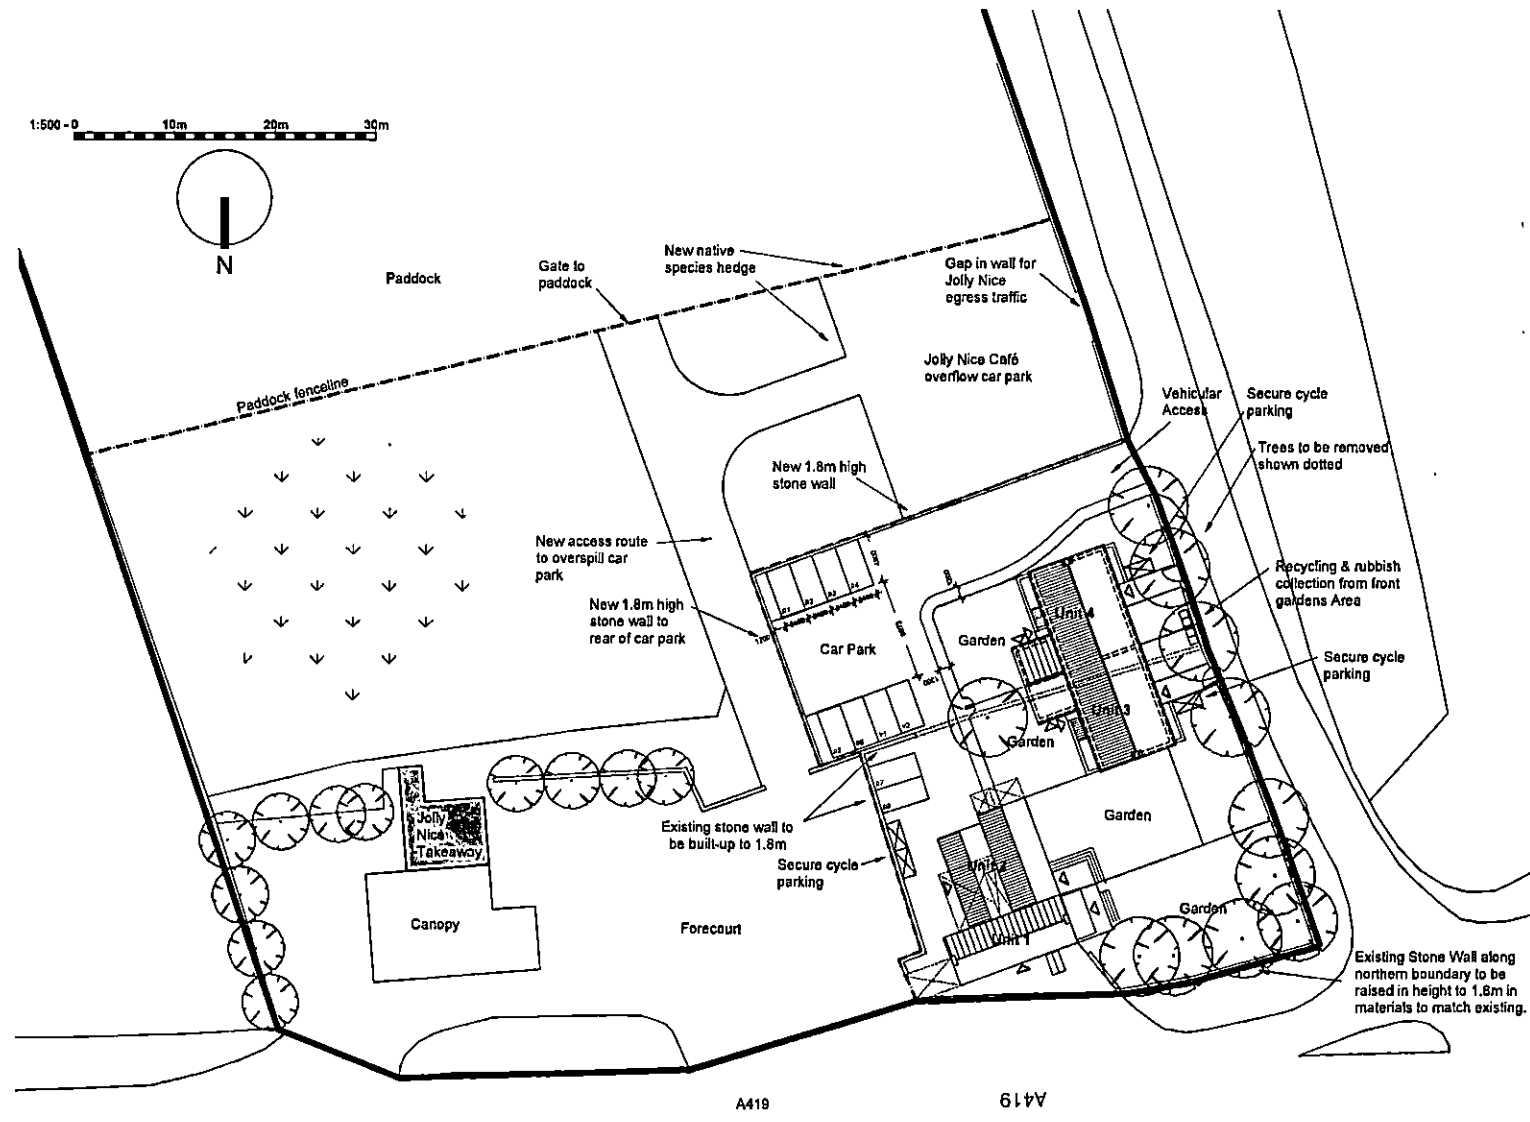 1:500 - 0 10m 20m 30m
N
Paddock
Gate to
paddock
New native
species hedge
Gap in wall for
Jolly Nice
egress traffic
Paddock fenceline
Jolly Nice Café
overflow car park
Vehicular
Access
Secure cycle
parking
Trees to be removed
shown dotted
New 1.8m high
stone wall
New access route
to overspill car
park
Recycling & rubbish
collection from front
gardens Area
New 1.8m high
stone wall to
rear of car park
Car Park
Garden
Unit 4
Secure cycle
parking
Unit 3
Garden
Existing stone wall to
be built-up to 1.8m
Garden
Jolly
Nice
Takeaway
Secure cycle
parking
Unit 2
Canopy
Forecourt
Garden
Unit 1
Existing Stone Wall along
northern boundary to be
raised in height to 1.8m in
materials to match existing.
A419
A419